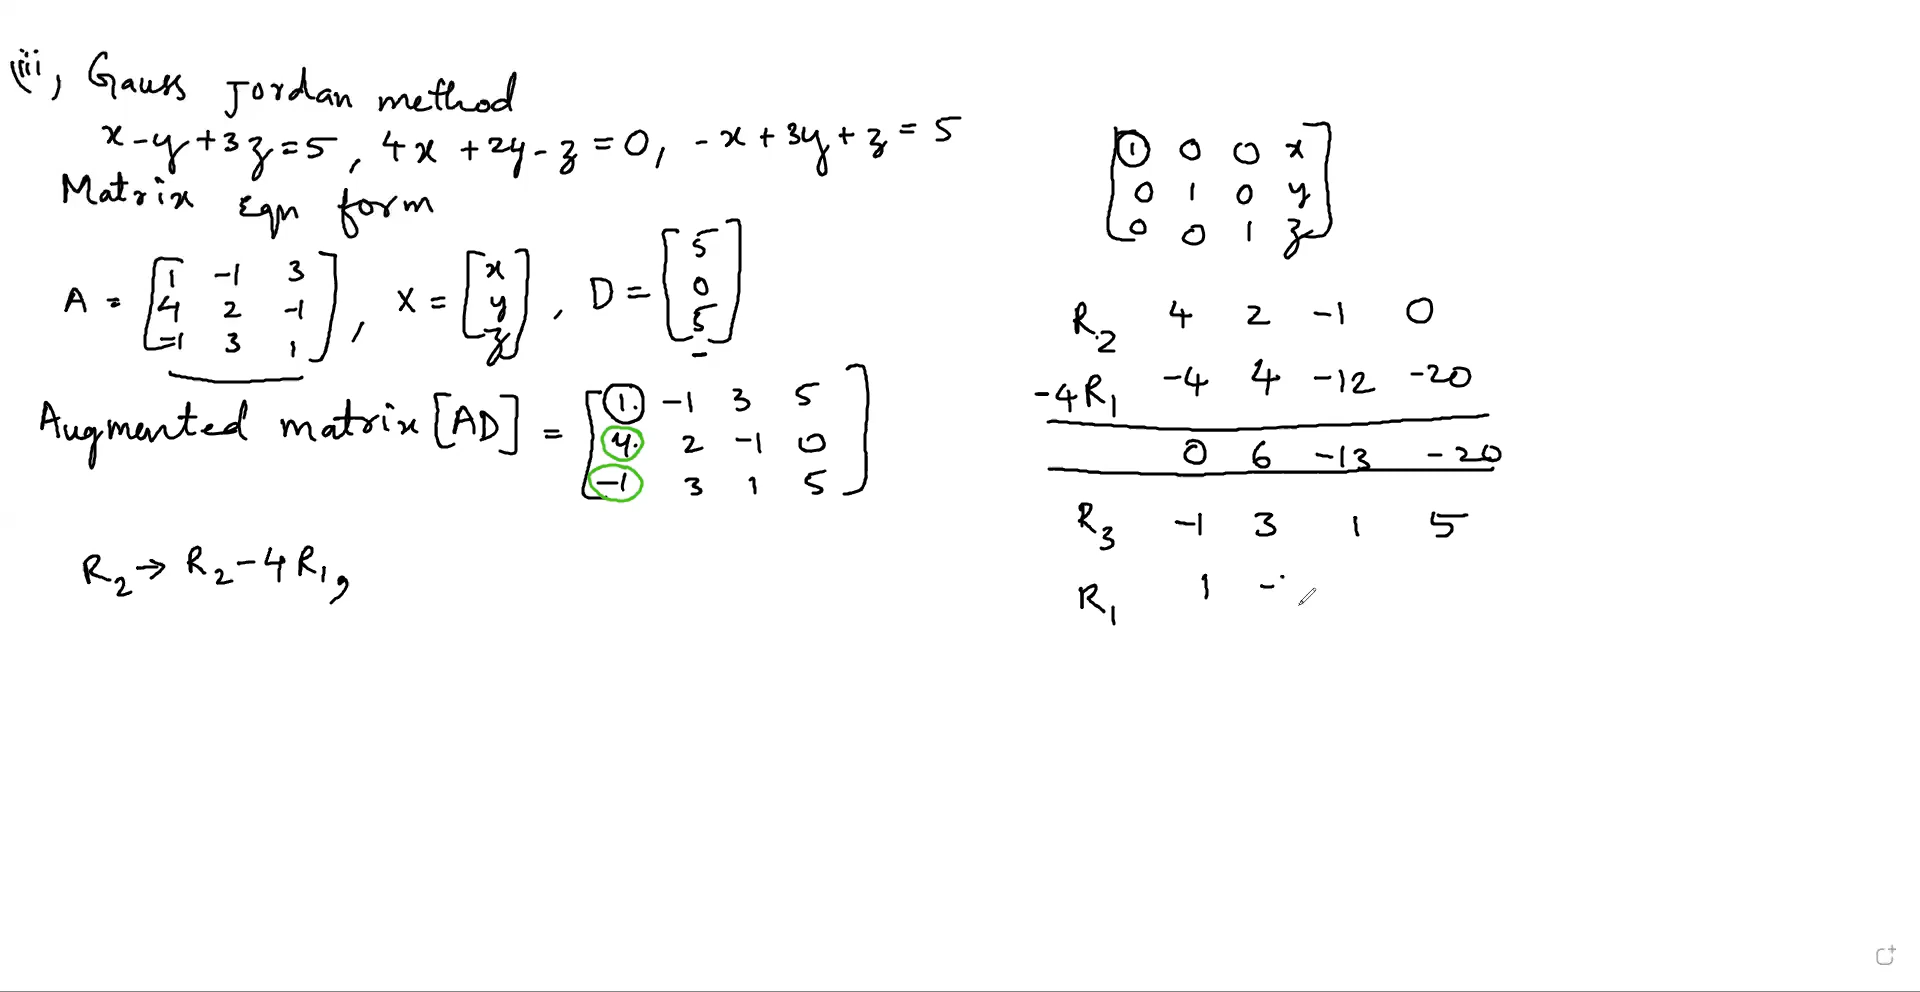 (iii, Gauss Jordan method
x-y+3z=5, 4x+2y-z=0, -x+3y+z=5
Matrix Eqn form
A = [1 -1 3
4 2 -1
-1 3 1], X = [x
y
z], D = [5
0
5]
Augmented matrix [AD] = [1. -1 3 5
4. 2 -1 0
-1 3 1 5]
R2→R2-4R1,
[1 0 0 x
0 1 0 y
0 0 1 z]
R2 4 2 -1 0
-4R1 -4 4 -12 -20
0 6 -13 -20
R3 -1 3 1 5
R1 1 -